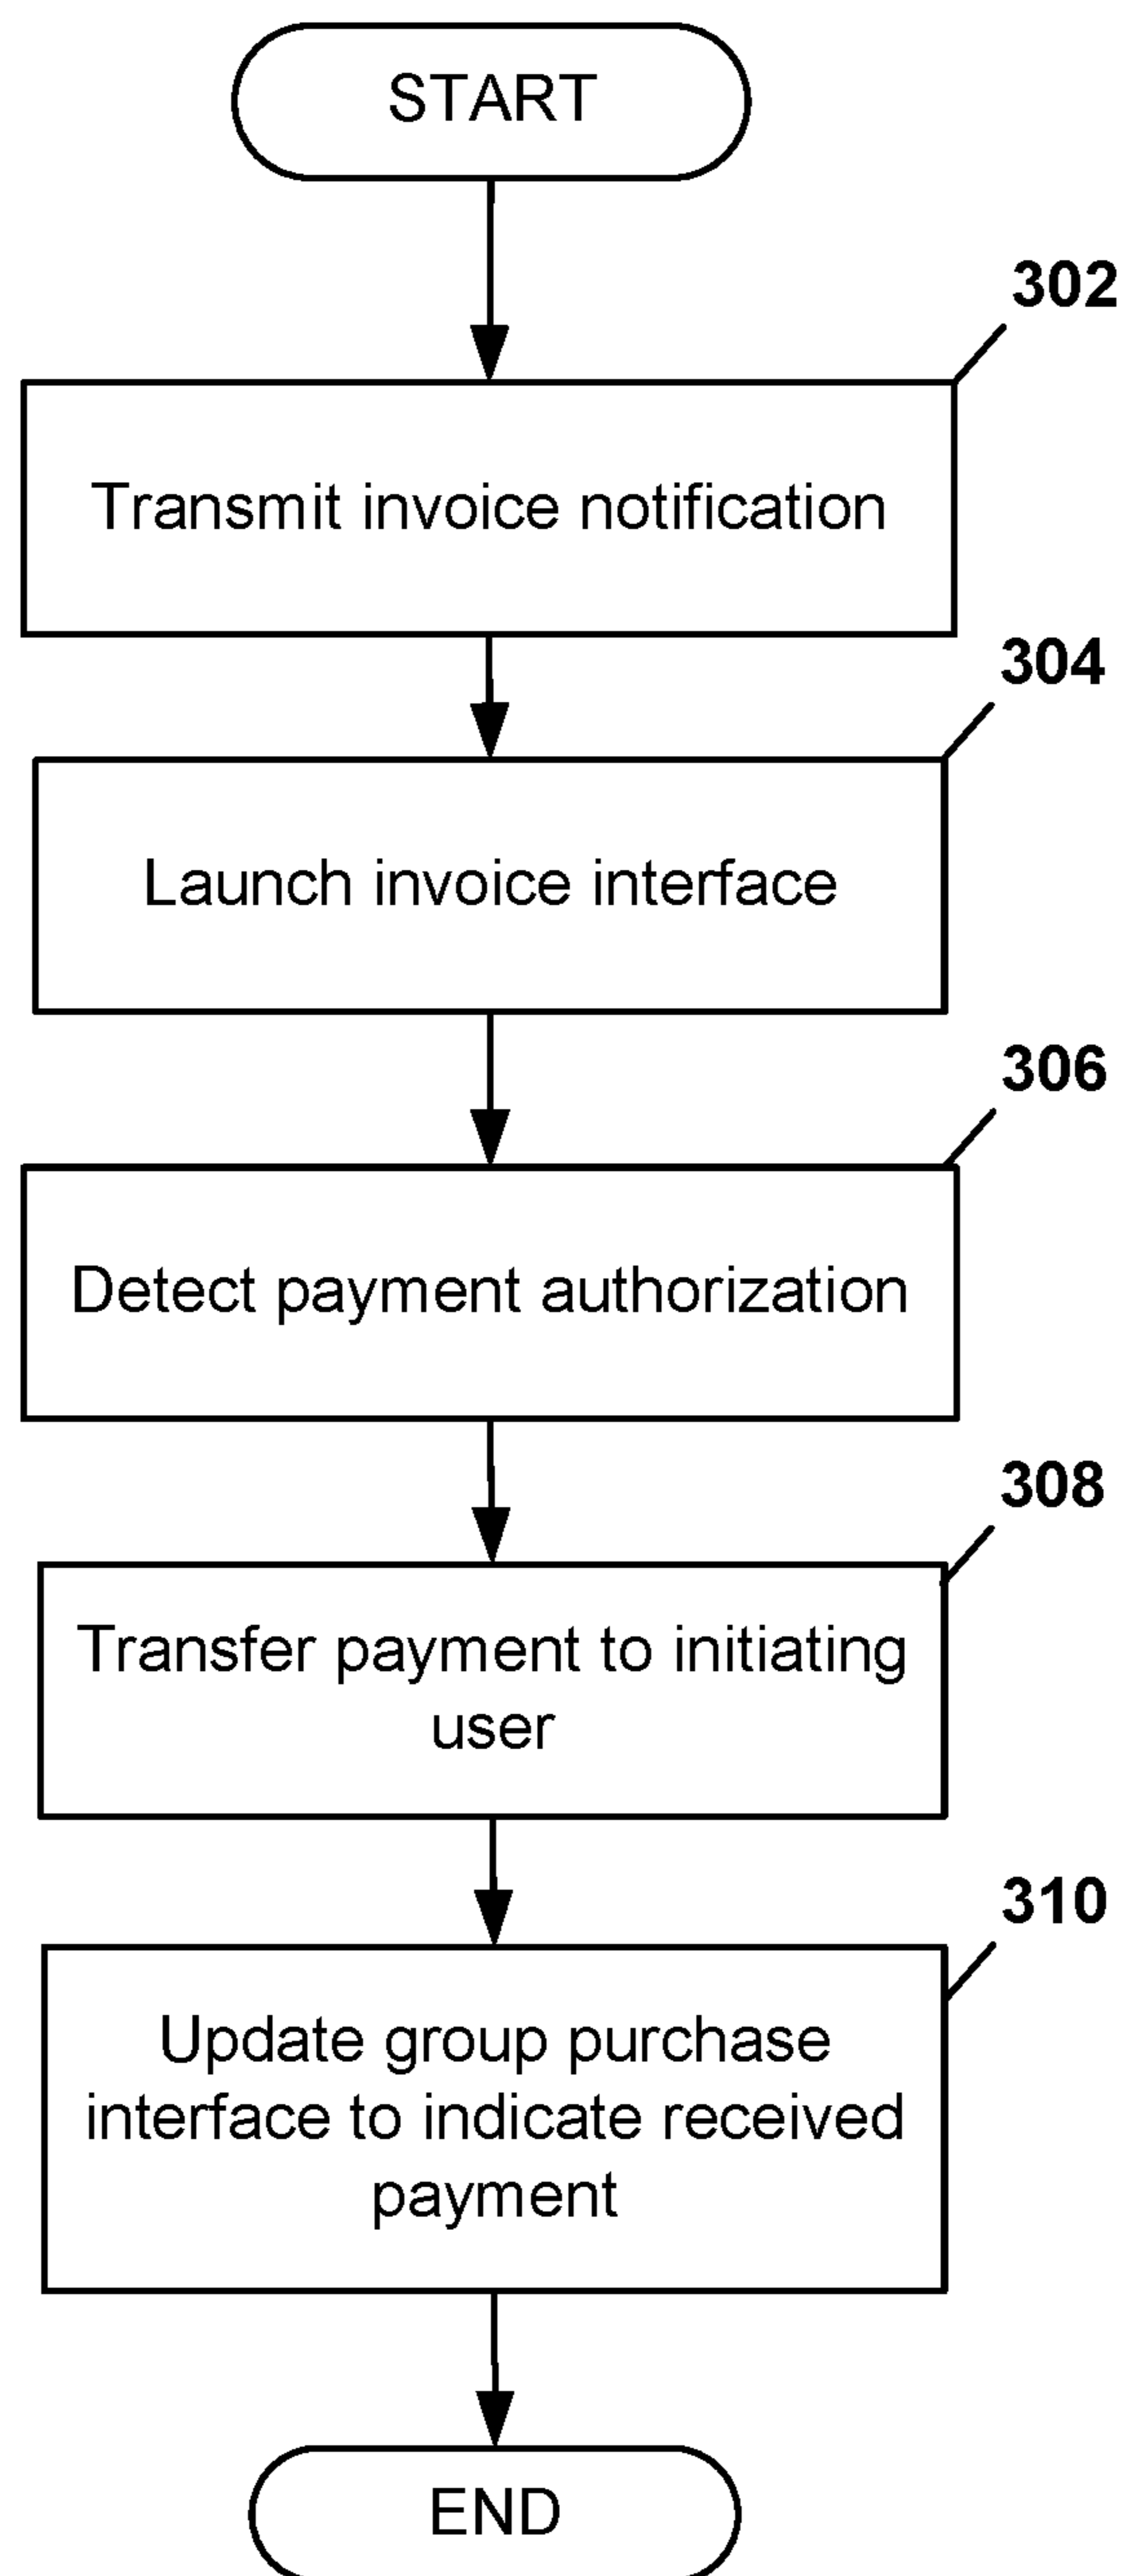 START
302
Transmit invoice notification
304
Launch invoice interface
306
Detect payment authorization
308
Transfer payment to initiating
user
310
Update group purchase
interface to indicate received
payment
END